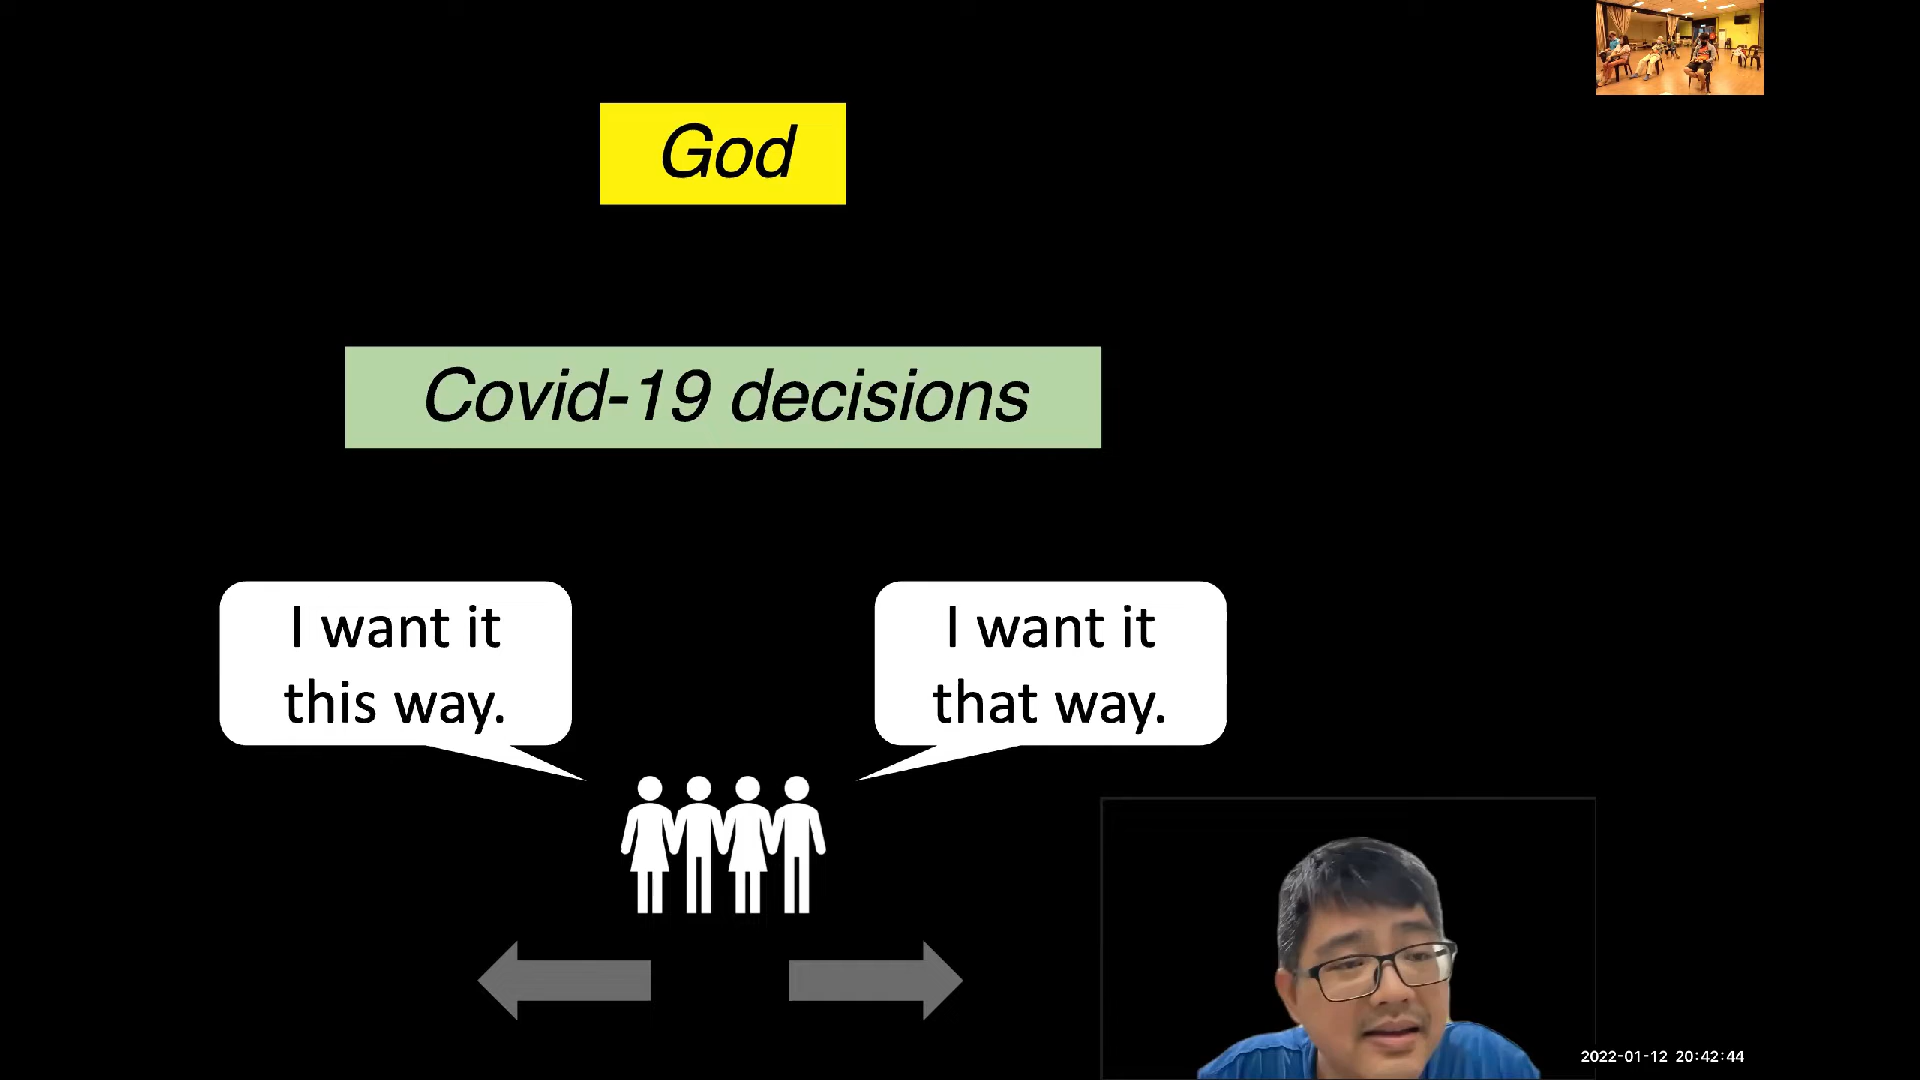 God
Covid-19 decisions
I want it
this way.
I want it
that way.
2022-01-12 20:42:44